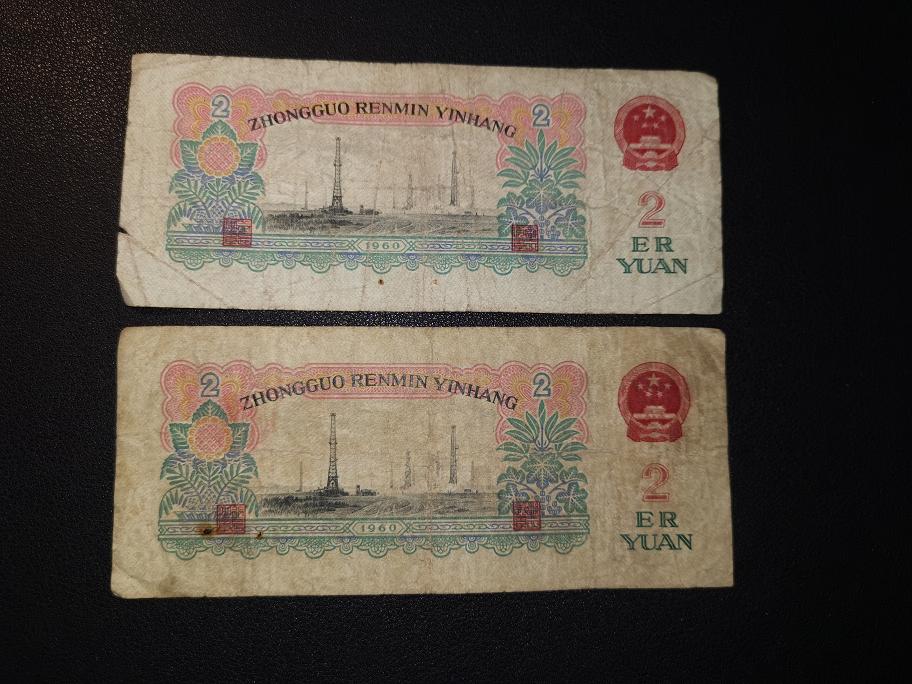 2 ZHONGGUO RENMIN YINHANG 2
1960
2
ER
YUAN
2 ZHONGGUO RENMIN YINHANG 2
1960
2
ER
YUAN